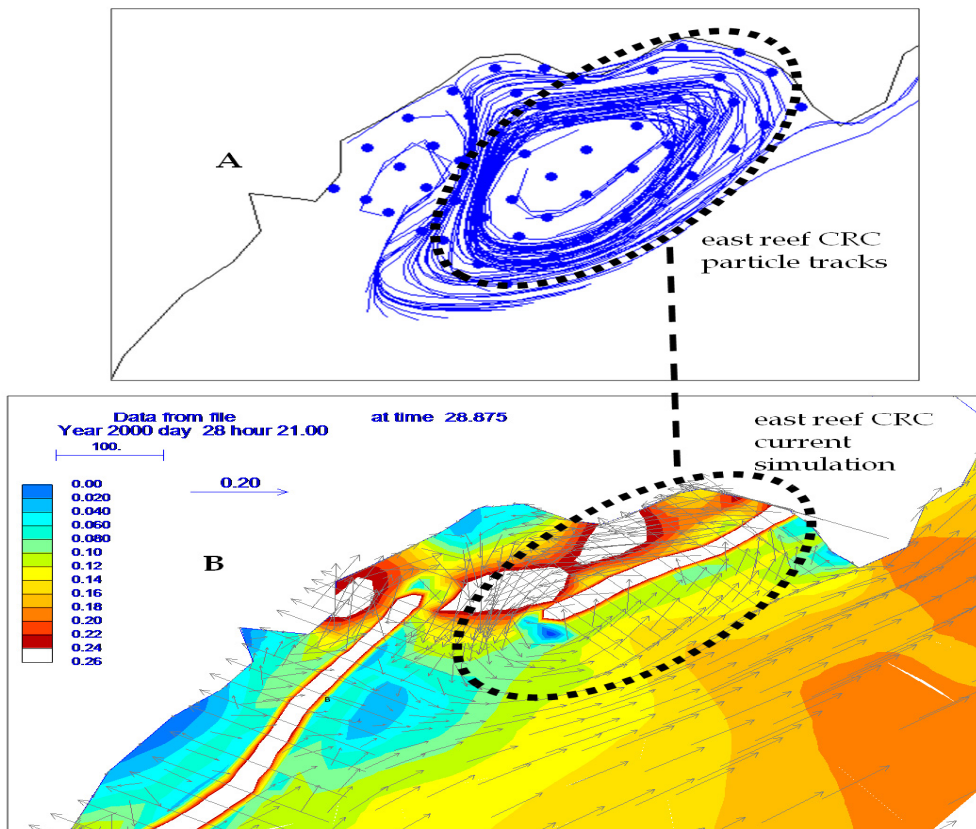 A
east reef CRC
particle tracks
Data from file at time 28.875
Year 2000 day 28 hour 21.00
100.
east reef CRC
current
simulation
0.20
0.00
0.020
0.040
0.060
0.080
0.10
0.12
0.14
0.16
0.18
0.20
0.22
0.24
0.26
B
B